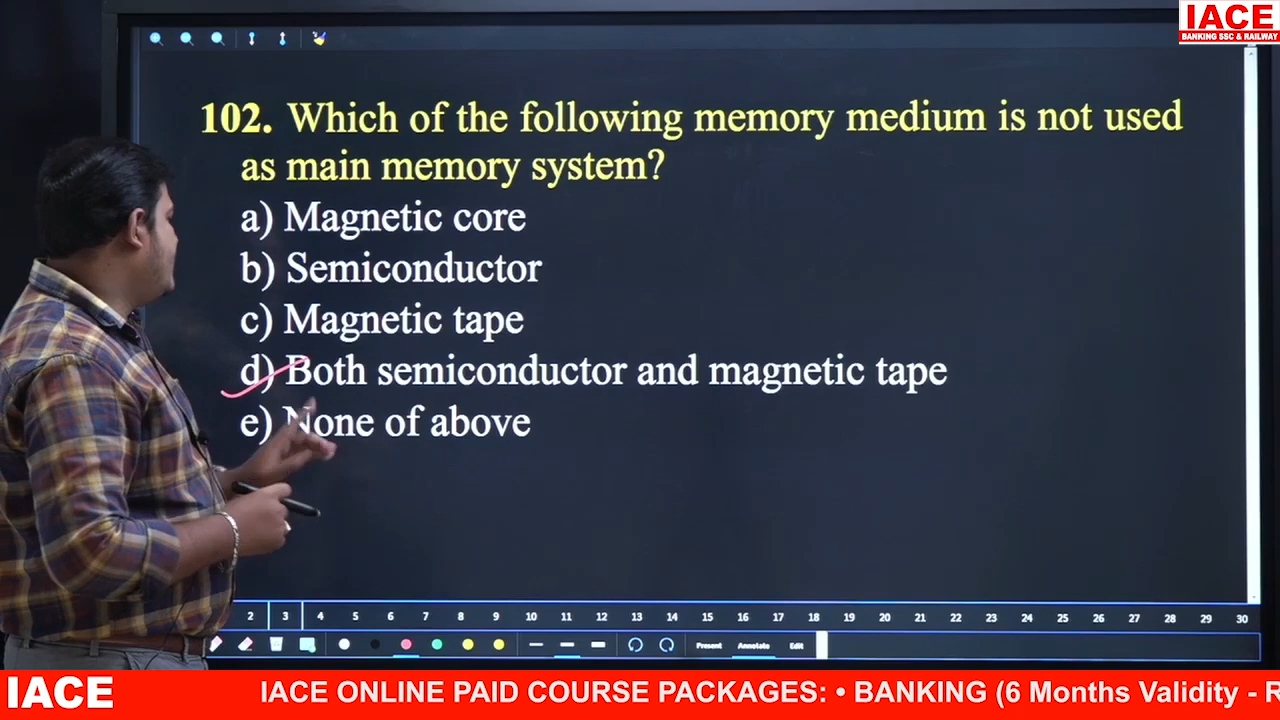 IACE
BANKING SSC & RAILWAY
102. Which of the following memory medium is not used
as main memory system?
a) Magnetic core
b) Semiconductor
c) Magnetic tape
d) Both semiconductor and magnetic tape
e) None of above
2 3 4 5 6 7 8 9 10 11 12 13 14 15 16 17 18 19 20 21 22 23 24 25 26 27 28 29 30
Present Annotate Edit
IACE IACE ONLINE PAID COURSE PACKAGES: • BANKING (6 Months Validity - R